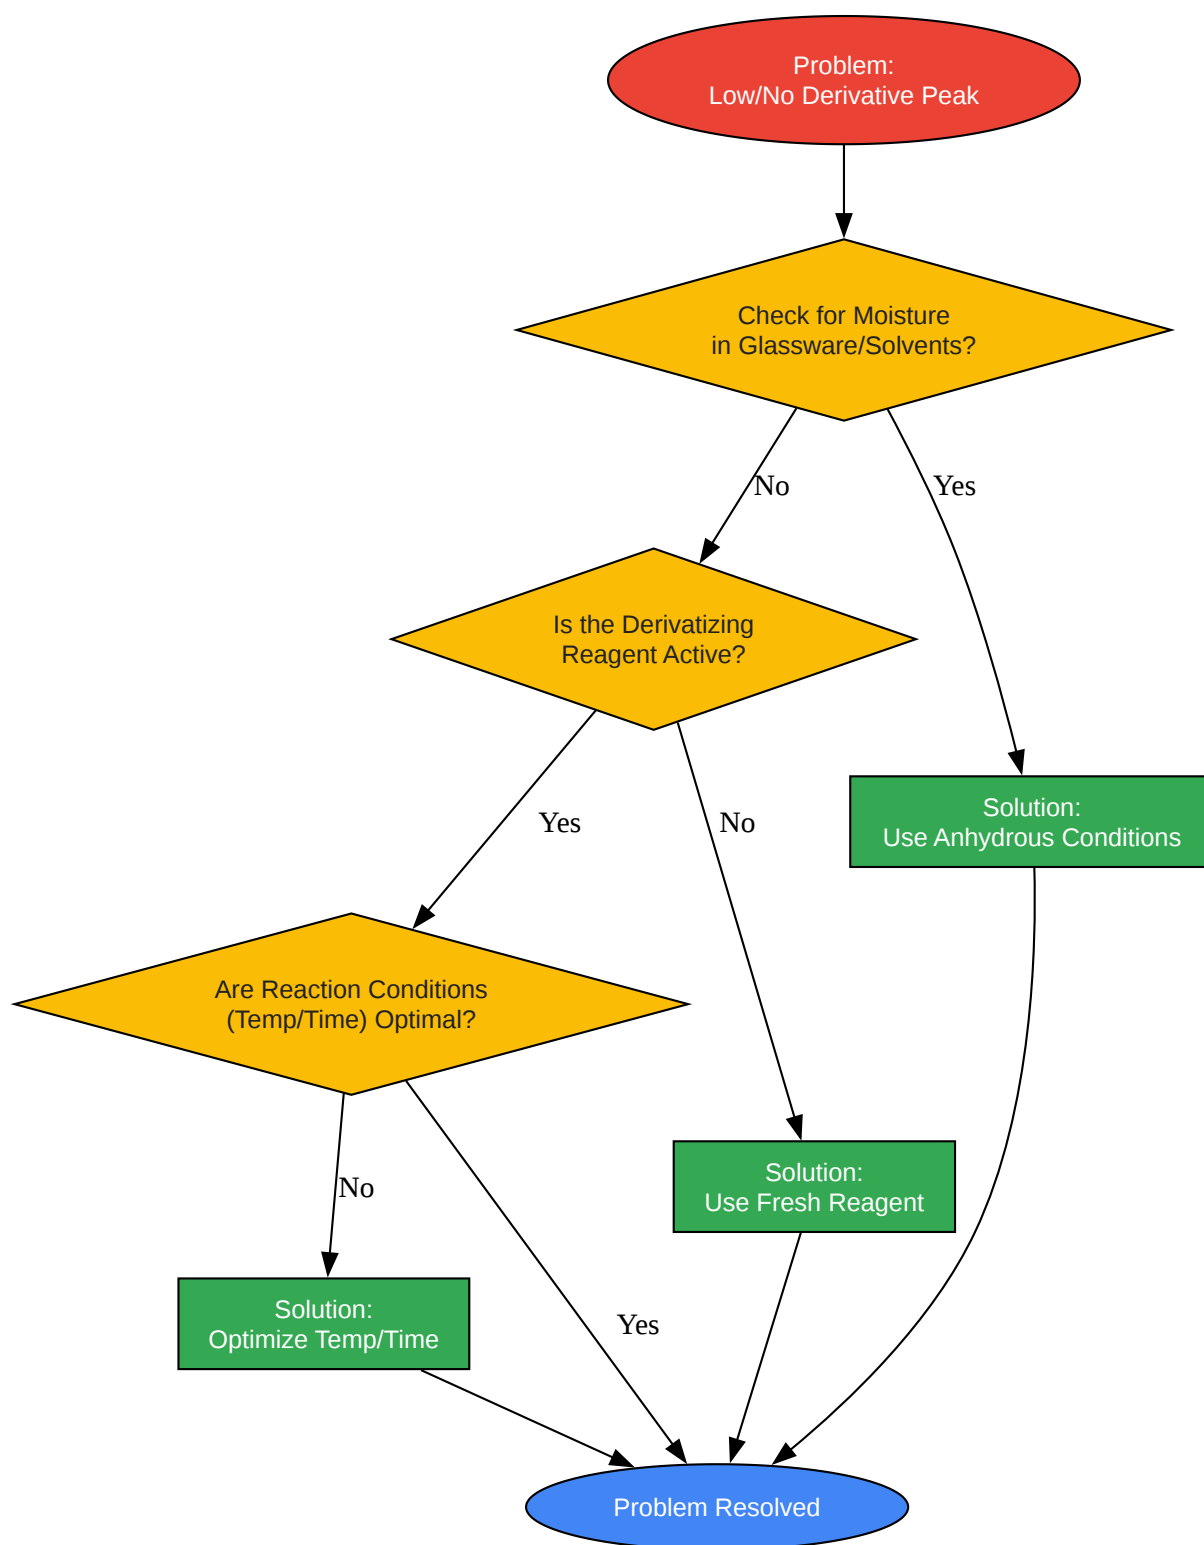 Problem:
Low/No Derivative Peak
Check for Moisture
in Glassware/Solvents?
No
Yes
Is the Derivatizing
Reagent Active?
Yes
No
Solution:
Use Anhydrous Conditions
Are Reaction Conditions
(Temp/Time) Optimal?
No
Yes
Solution:
Use Fresh Reagent
Solution:
Optimize Temp/Time
Problem Resolved